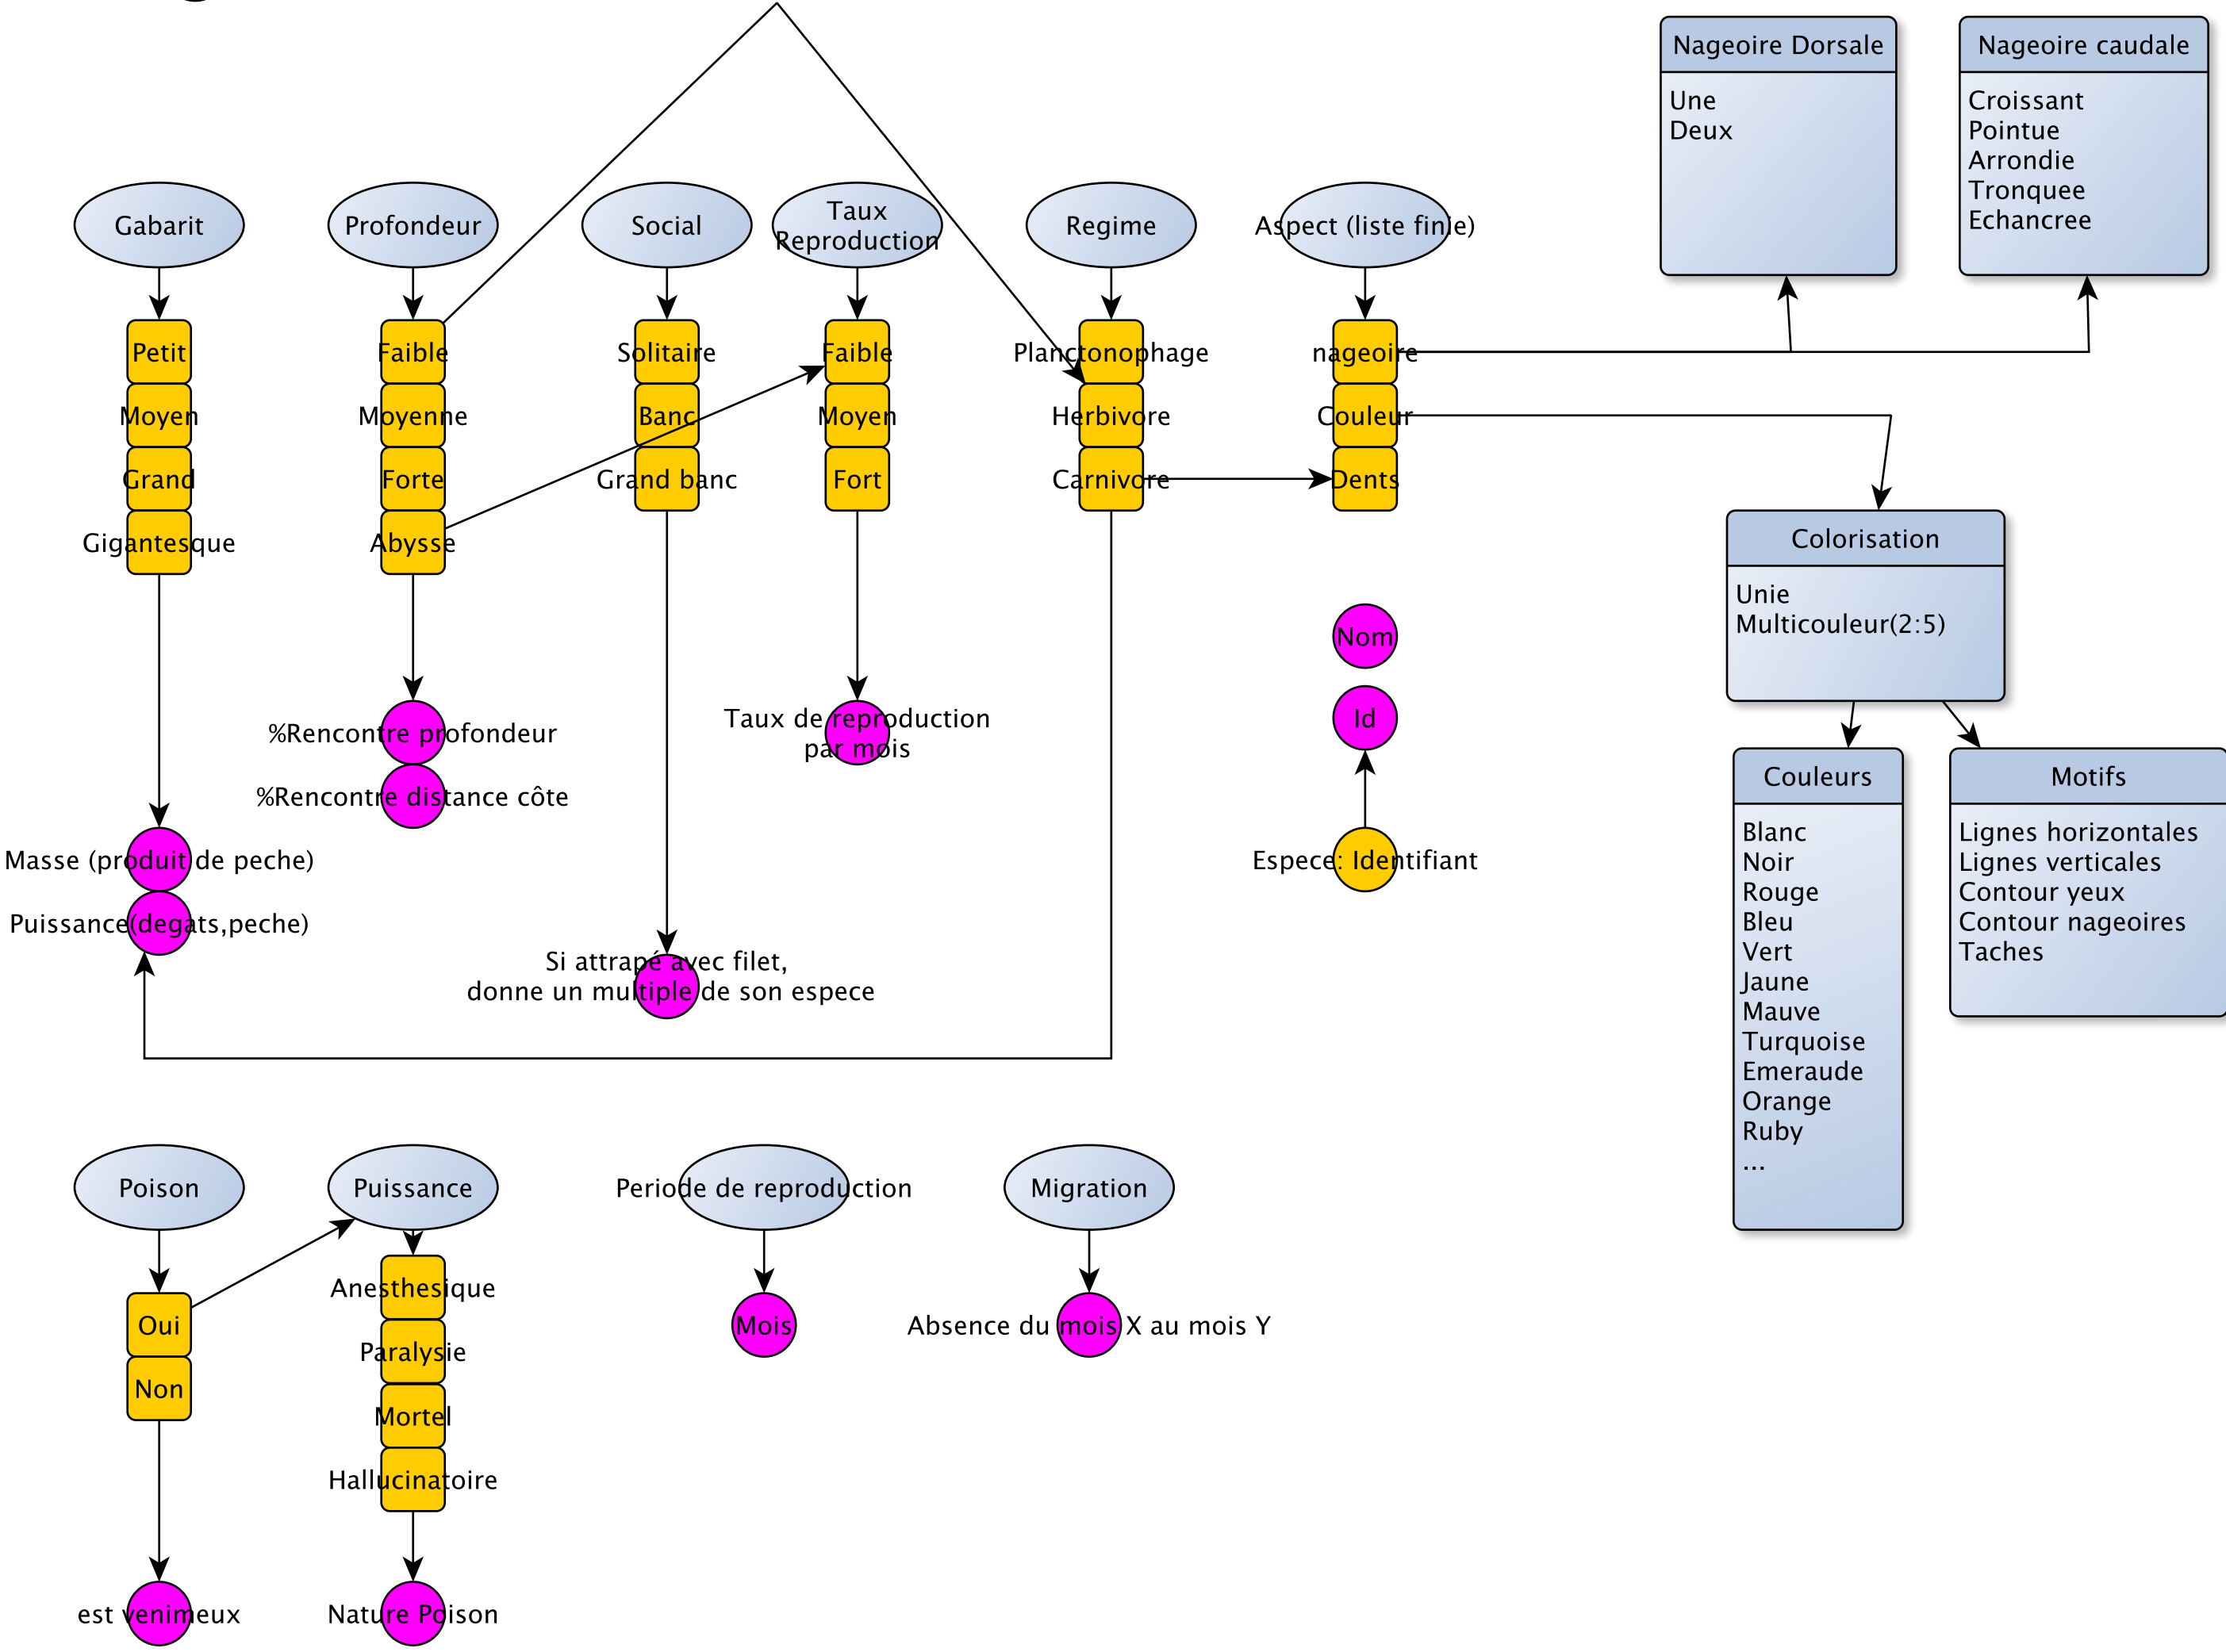 Nageoire Dorsale
Une
Deux
Nageoire caudale
Croissant
Pointue
Arrondie
Tronquee
Echancree
Gabarit
Profondeur
Social
Taux
Reproduction
Regime
Aspect (liste finie)
Petit
Moyen
Grand
Gigantesque
Faible
Moyenne
Forte
Abysse
Solitaire
Banc
Grand banc
Faible
Moyen
Fort
Planctonophage
Herbivore
Carnivore
nageoire
Couleur
Dents
Colorisation
Unie
Multicouleur(2:5)
Nom
Id
Espece: Identifiant
%Rencontre profondeur
%Rencontre distance côte
Taux de reproduction
par mois
Masse (produit de peche)
Puissance(degats,peche)
Si attrapé avec filet,
donne un multiple de son espece
Couleurs
Blanc
Noir
Rouge
Bleu
Vert
Jaune
Mauve
Turquoise
Emeraude
Orange
Ruby
...
Motifs
Lignes horizontales
Lignes verticales
Contour yeux
Contour nageoires
Taches
Poison
Puissance
Periode de reproduction
Migration
Oui
Non
Anesthesique
Paralysie
Mortel
Hallucinatoire
Mois
Absence du mois X au mois Y
est venimeux
Nature Poison